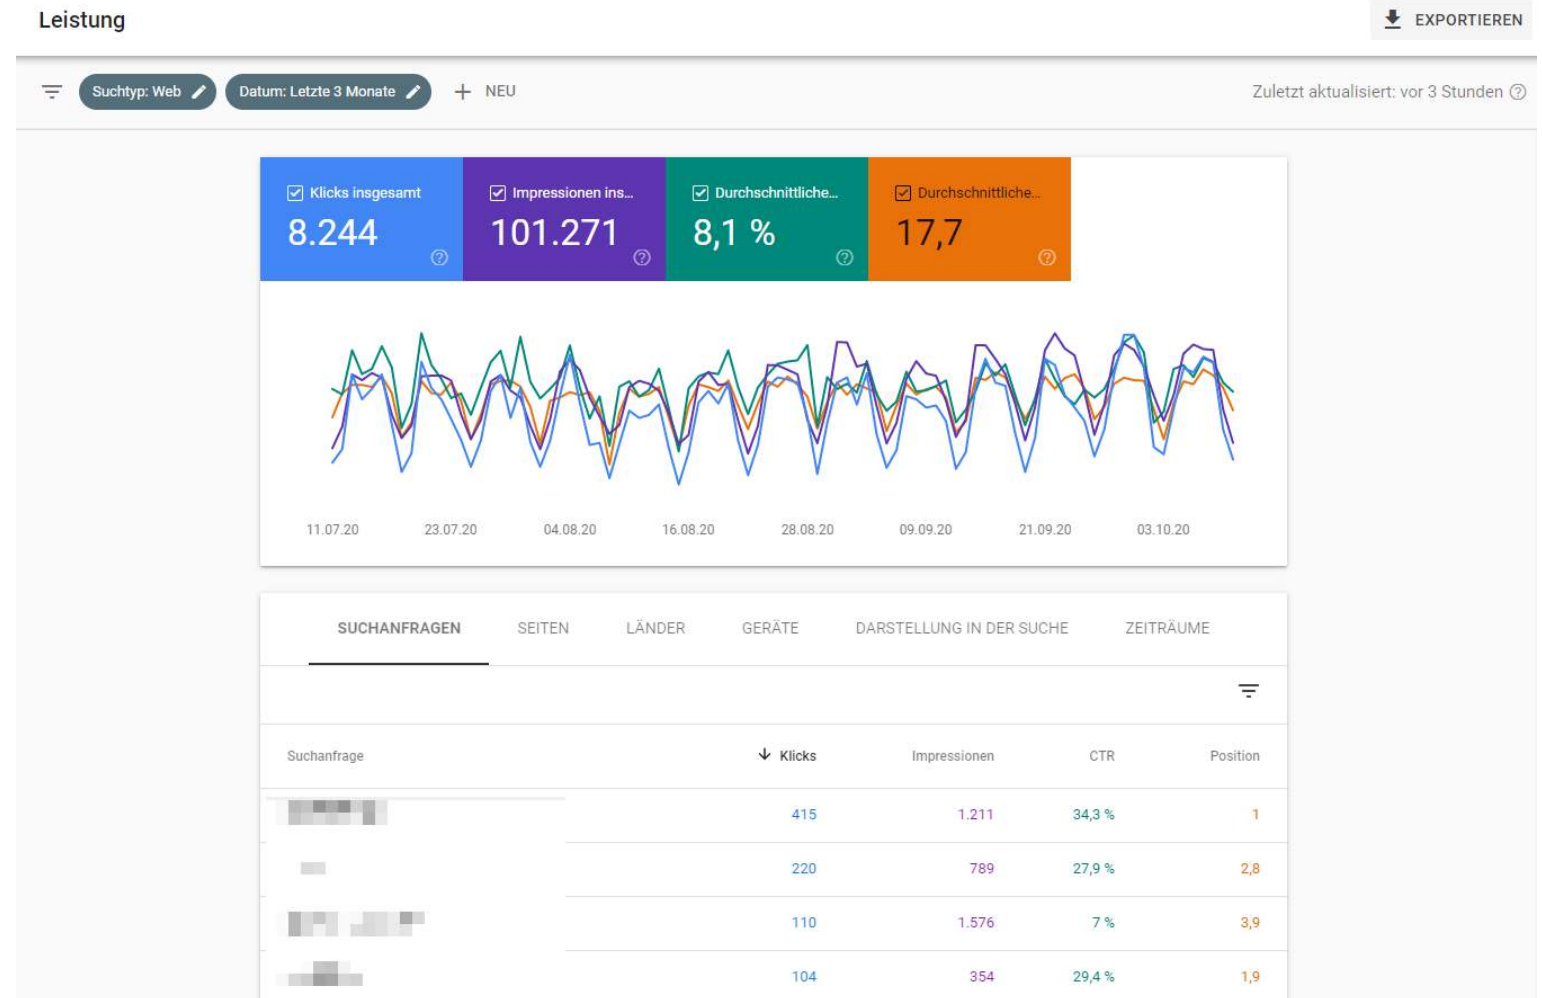 Leistung
EXPORTIEREN
Suchtyp: Web
Datum: Letzte 3 Monate
NEU
Zuletzt aktualisiert: vor 3 Stunden
Klicks insgesamt
Impressionen ins...
Durchschnittliche...
Durchschnittliche...
8.244
101.271
8,1 %
17,7
11.07.20 23.07.20 04.08.20 16.08.20 28.08.20 09.09.20 21.09.20 03.10.20
SUCHANFRAGEN SEITEN LÄNDER GERÄTE DARSTELLUNG IN DER SUCHE ZEITRÄUME
Suchanfrage Klicks Impressionen CTR Position
415 1.211 34,3 % 1
220 789 27,9 % 2,8
110 1.576 7 % 3,9
104 354 29,4 % 1,9